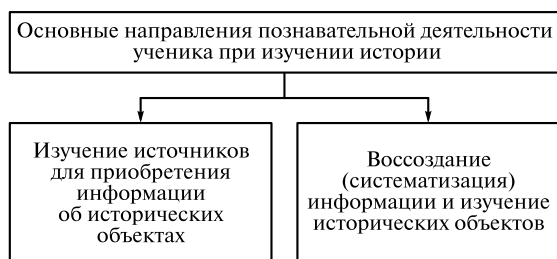 Основные направления познавательной деятельности
ученика при изучении истории
Изучение источников
для приобретения
информации
об исторических
объектах
Воссоздание
(систематизация)
информации и изучение
исторических объектов